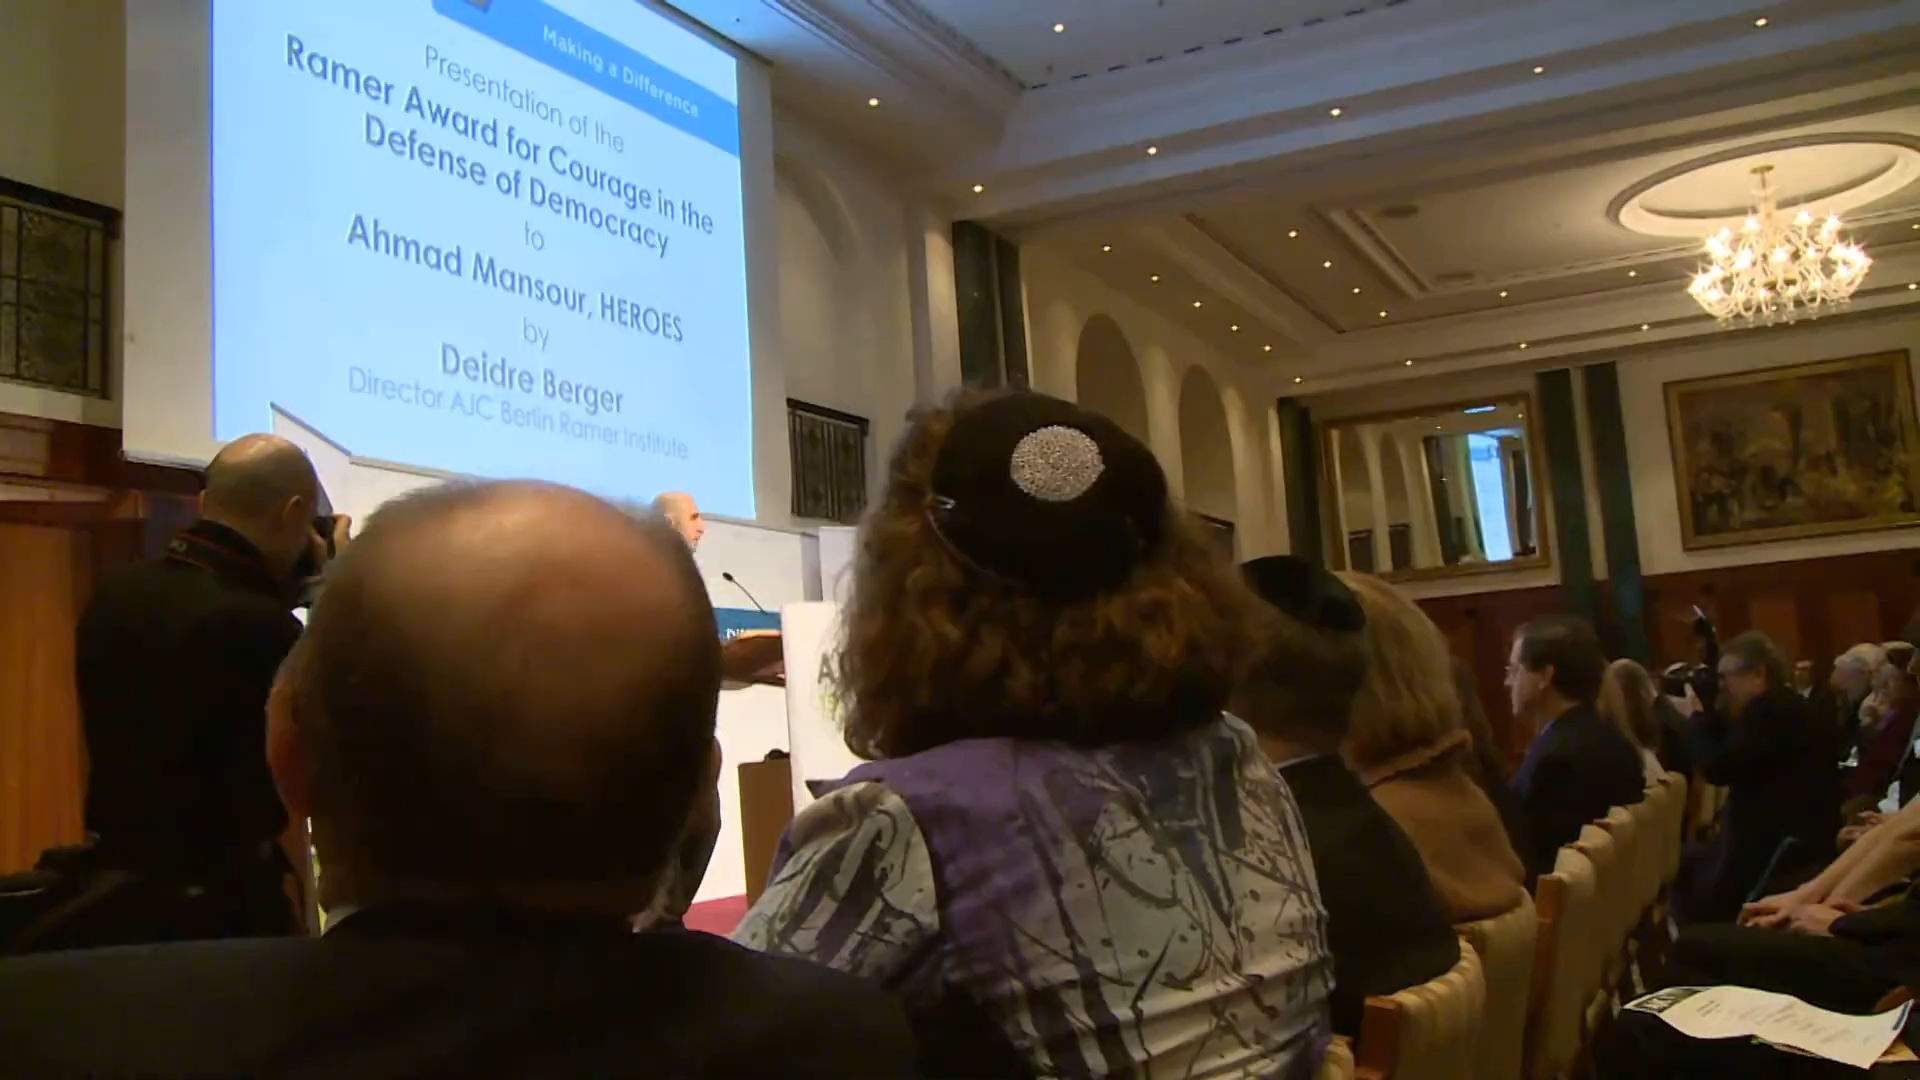 Making a Difference
Presentation of the
Ramer Award for Courage in the
Defense of Democracy
to
Ahmad Mansour, HEROES
by
Deidre Berger
Director AJC Berlin Ramer Institute